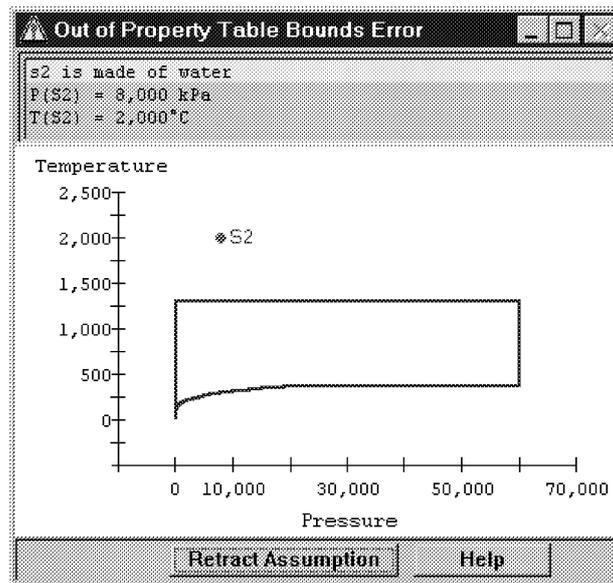 Out of Property Table Bounds Error
s2 is made of water
P(S2) = 8,000 kPa
T(S2) = 2,000°C
Temperature
2,500
2,000
S2
1,500
1,000
500
0
0 10,000 30,000 50,000 70,000
Pressure
Retract Assumption Help